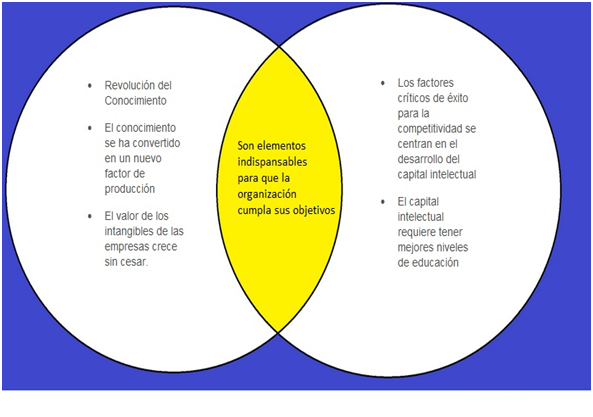 • Revolución del
Conocimiento
• El conocimiento
se ha convertido
en un nuevo
factor de
producción
• El valor de los
intangibles de las
empresas crece
sin cesar.
Son elementos
indispansables
para que la
organización
cumpla sus objetivos
• Los factores
críticos de éxito
para la
competitividad se
centran en el
desarrollo del
capital intelectual
• El capital
intelectual
requiere tener
mejores niveles
de educación